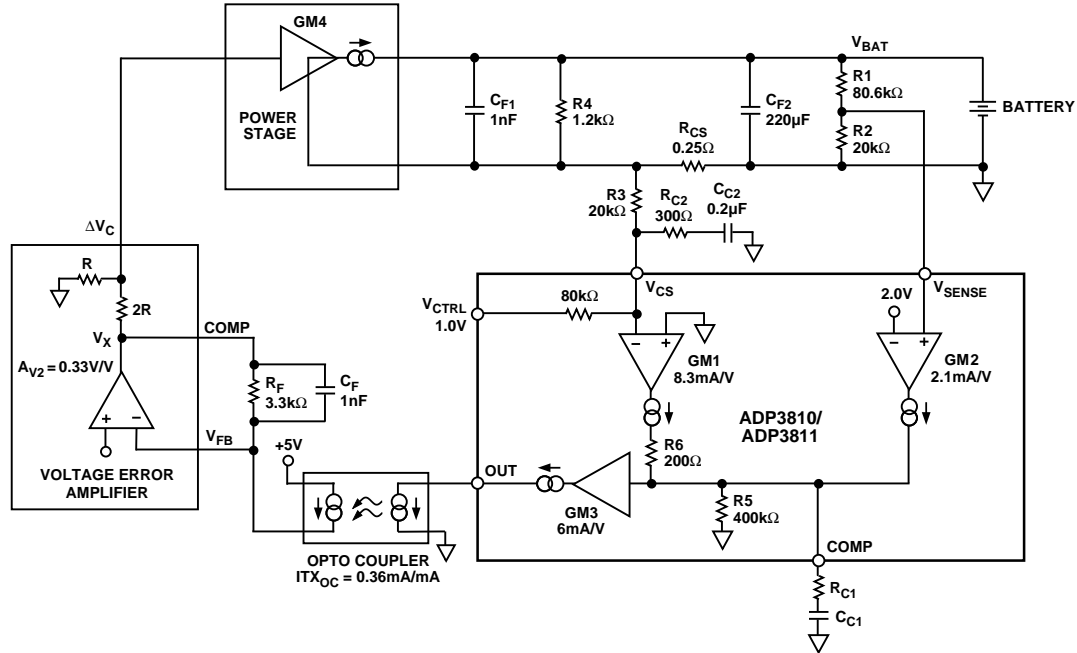 GM4
POWER
STAGE
C_F1
1nF
R4
1.2kΩ
R_CS
0.25Ω
C_F2
220µF
V_BAT
R1
80.6kΩ
R2
20kΩ
BATTERY
R3
20kΩ
R_C2
300Ω
C_C2
0.2µF
ΔV_C
R
2R
V_X
COMP
A_V2 = 0.33V/V
R_F
3.3kΩ
C_F
1nF
+
−
V_FB
VOLTAGE ERROR
AMPLIFIER
+5V
OPTO COUPLER
ITX_OC = 0.36mA/mA
V_CTRL
1.0V
80kΩ
V_CS
V_SENSE
2.0V
−
+
GM1
8.3mA/V
−
+
GM2
2.1mA/V
ADP3810/
ADP3811
R6
200Ω
OUT
GM3
6mA/V
R5
400kΩ
COMP
R_C1
C_C1